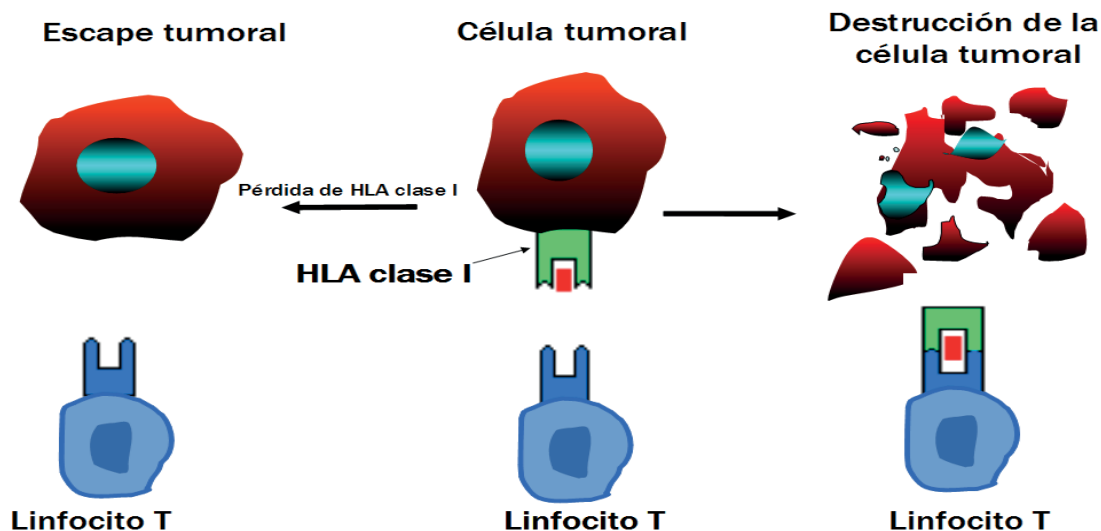 Escape tumoral
Célula tumoral
Destrucción de la
célula tumoral
Pérdida de HLA clase I
HLA clase I
Linfocito T
Linfocito T
Linfocito T